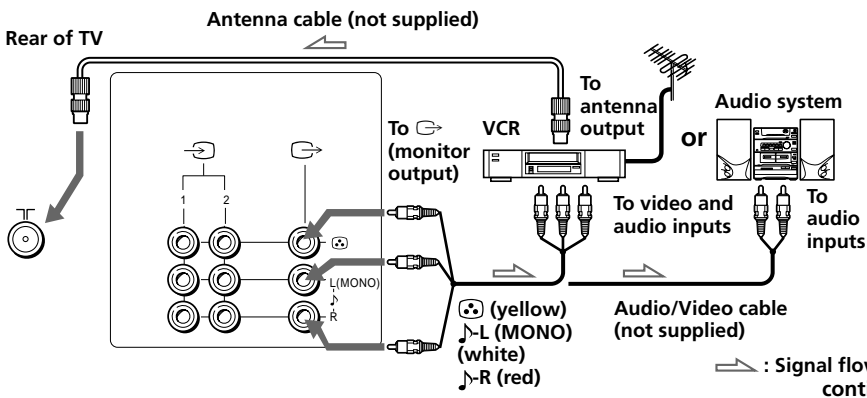 Antenna cable (not supplied)
Rear of TV
To antenna output
Audio system
To
(monitor output)
VCR
or
1 2
To video and audio inputs
To audio inputs
L(MONO)
R
(yellow)
-L (MONO)
(white)
-R (red)
Audio/Video cable
(not supplied)
: Signal flow